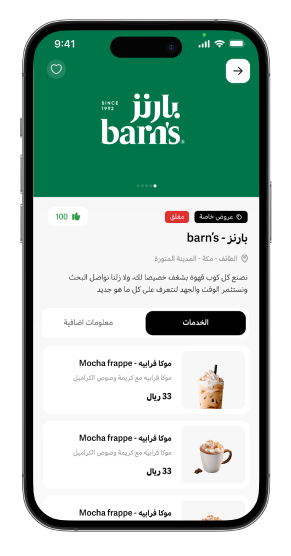 9:41
SINCE
1992
بارنز
barn's
100
مغلق
عروض خاصة
بارنز - barn's
الطائف - مكة - المدينة المنورة
نصنع كل كوب قهوة بشغف خصيصا لك، ولا زلنا نواصل البحث
ونستثمر الوقت والجهد لنتعرف على كل ما هو جديد
الخدمات
معلومات اضافية
موكا فرابيه - Mocha frappe
موكا فرابيه مع كريمة وصوص الكراميل
33 ريال
موكا فرابيه - Mocha frappe
موكا فرابيه مع كريمة وصوص الكراميل
33 ريال
موكا فرابيه - Mocha frappe